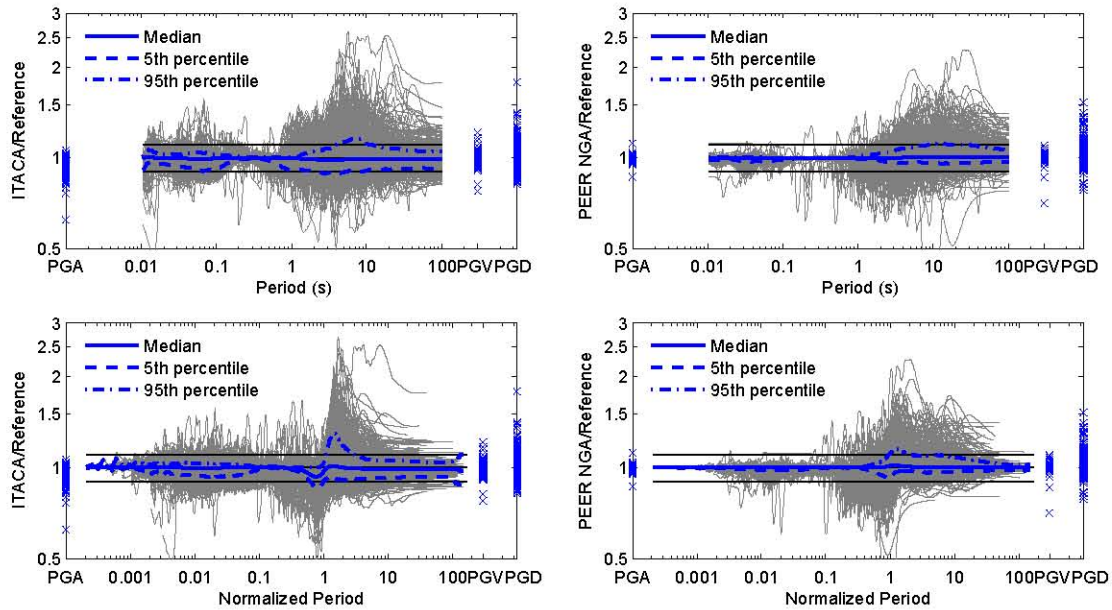 3
2.5
2
1.5
1
0.5
ITACA/Reference
Median
5th percentile
95th percentile
PGA 0.01 0.1 1 10 100PGVPGD
Period (s)
3
2.5
2
1.5
1
0.5
PEER NGA/Reference
Median
5th percentile
95th percentile
PGA 0.01 0.1 1 10 100PGVPGD
Period (s)
3
2.5
2
1.5
1
0.5
ITACA/Reference
Median
5th percentile
95th percentile
PGA 0.001 0.01 0.1 1 10 100PGVPGD
Normalized Period
3
2.5
2
1.5
1
0.5
PEER NGA/Reference
Median
5th percentile
95th percentile
PGA 0.001 0.01 0.1 1 10 100PGVPGD
Normalized Period